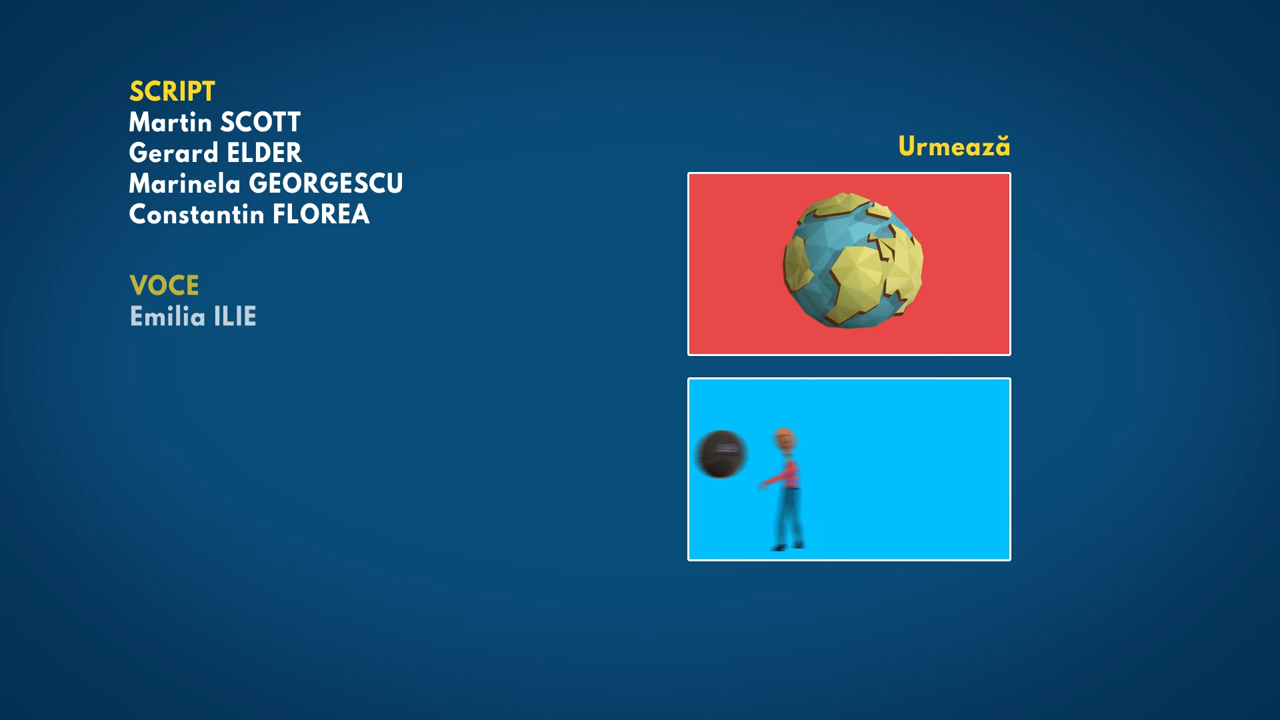 SCRIPT
Martin SCOTT
Gerard ELDER
Marinela GEORGESCU
Constantin FLOREA
VOCE
Emilia ILIE
Urmează